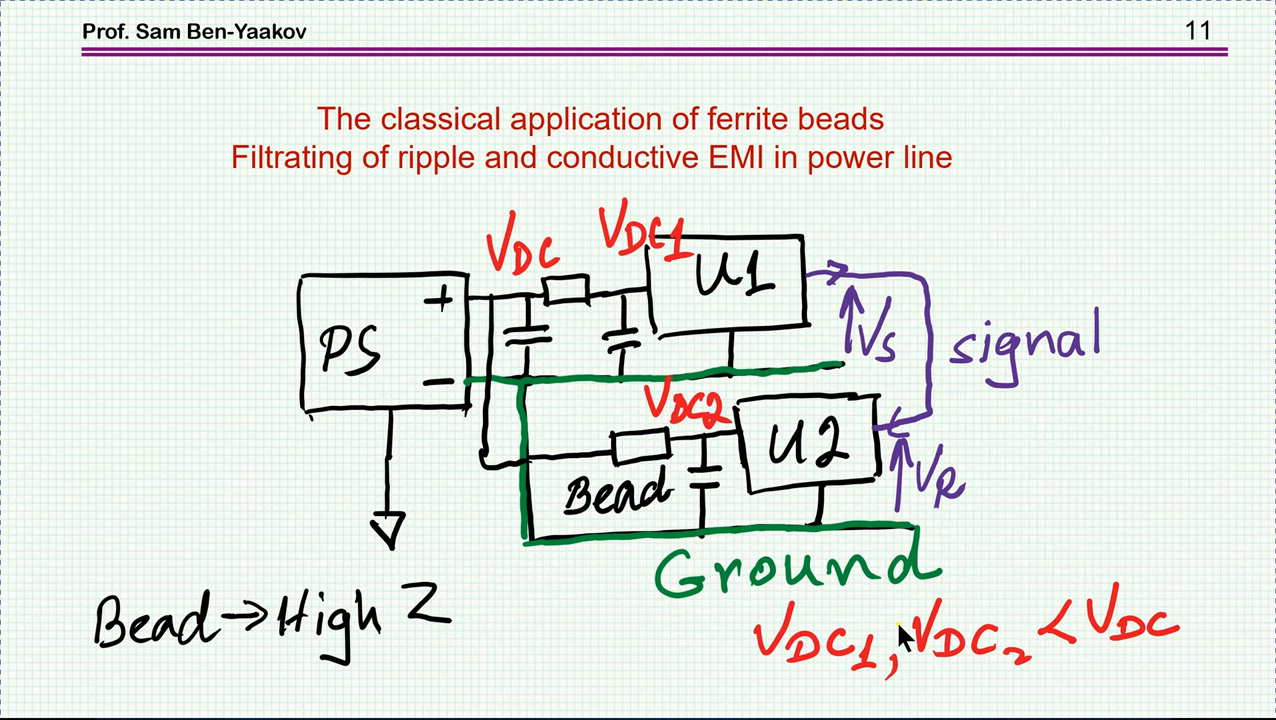 Prof. Sam Ben-Yaakov
11
The classical application of ferrite beads
Filtrating of ripple and conductive EMI in power line
VDC
VDC1
U1
+
PS
VS
signal
−
VDC2
U2
Bead
VR
Ground
Bead → High Z
VDC1, VDC2 < VDC